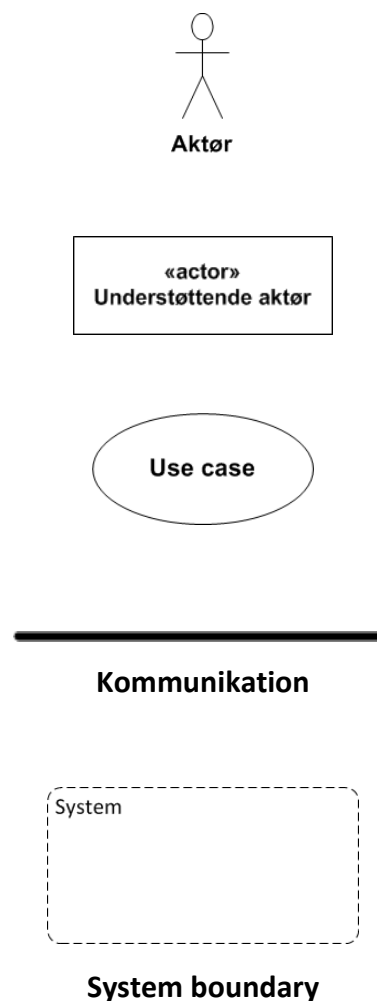 Aktør
«actor»
Understøttende aktør
Use case
Kommunikation
System
System boundary